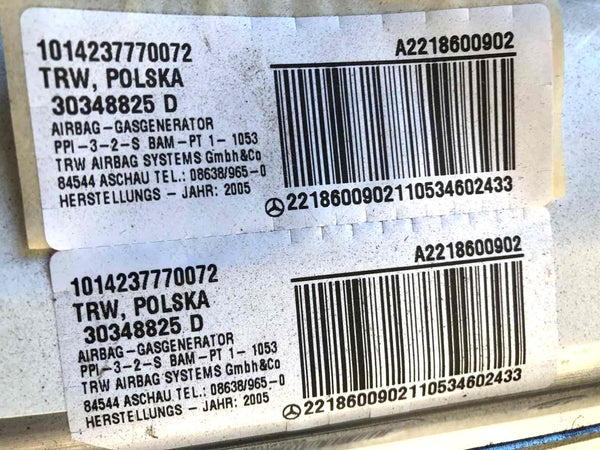 1014237770072
A2218600902
TRW, POLSKA
30348825 D
AIRBAG-GASGENERATOR
PPI-3-2-S BAM-PT 1-1053
TRW AIRBAG SYSTEMS Gmbh&Co
84544 ASCHAU TEL.: 08638/965-0
HERSTELLUNGS - JAHR: 2005
2218600902110534602433
1014237770072
A2218600902
TRW, POLSKA
30348825 D
AIRBAG-GASGENERATOR
PPI-3-2-S BAM-PT 1-1053
TRW AIRBAG SYSTEMS Gmbh&Co
84544 ASCHAU TEL.: 08638/965-0
HERSTELLUNGS - JAHR: 2005
2218600902110534602433